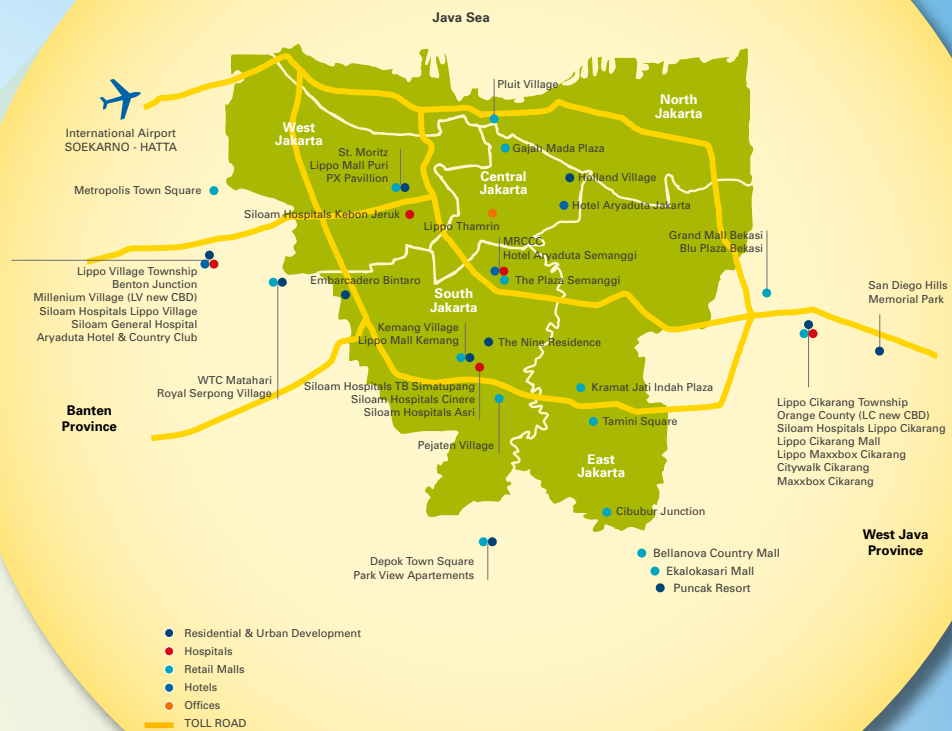 Java Sea
Pluit Village
North
Jakarta
International Airport
SOEKARNO - HATTA
West
Jakarta
Gajah Mada Plaza
St. Moritz
Lippo Mall Puri
PX Pavillion
Central
Jakarta
Holland Village
Metropolis Town Square
Hotel Aryaduta Jakarta
Siloam Hospitals Kebon Jeruk
Lippo Thamrin
Grand Mall Bekasi
Blu Plaza Bekasi
MRCCC
Hotel Aryaduta Semanggi
The Plaza Semanggi
Lippo Village Township
Benton Junction
Millenium Village (LV new CBD)
Siloam Hospitals Lippo Village
Siloam General Hospital
Aryaduta Hotel & Country Club
Embarcadero Bintaro
South
Jakarta
San Diego Hills
Memorial Park
Kemang Village
Lippo Mall Kemang
The Nine Residence
WTC Matahari
Royal Serpong Village
Siloam Hospitals TB Simatupang
Siloam Hospitals Cinere
Siloam Hospitals Asri
Kramat Jati Indah Plaza
Banten
Province
Tamini Square
Lippo Cikarang Township
Orange County (LC new CBD)
Siloam Hospitals Lippo Cikarang
Lippo Cikarang Mall
Lippo Maxxbox Cikarang
Citywalk Cikarang
Maxxbox Cikarang
Pejaten Village
East
Jakarta
Cibubur Junction
West Java
Province
Depok Town Square
Park View Apartements
Bellanova Country Mall
Ekalokasari Mall
Puncak Resort
Residential & Urban Development
Hospitals
Retail Malls
Hotels
Offices
TOLL ROAD